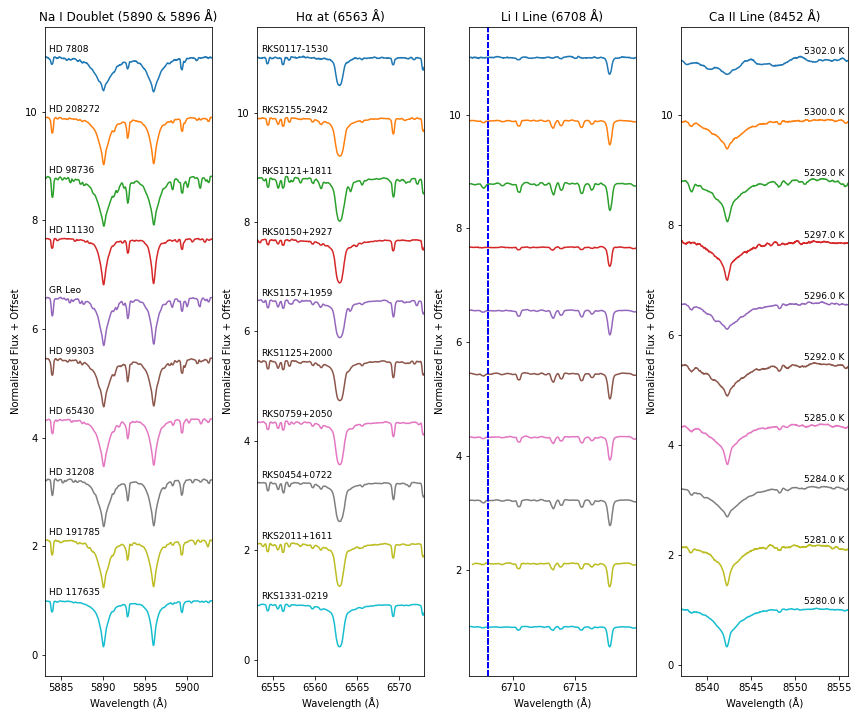 Na I Doublet (5890 & 5896 Å)
Hα at (6563 Å)
Li I Line (6708 Å)
Ca II Line (8452 Å)
HD 7808
HD 208272
HD 98736
HD 11130
GR Leo
HD 99303
HD 65430
HD 31208
HD 191785
HD 117635
RKS0117-1530
RKS2155-2942
RKS1121+1811
RKS0150+2927
RKS1157+1959
RKS1125+2000
RKS0759+2050
RKS0454+0722
RKS2011+1611
RKS1331-0219
5302.0 K
5300.0 K
5299.0 K
5297.0 K
5296.0 K
5292.0 K
5285.0 K
5284.0 K
5281.0 K
5280.0 K
Normalized Flux + Offset
10
8
6
4
2
0
5885 5890 5895 5900
Wavelength (Å)
Normalized Flux + Offset
10
8
6
4
2
0
6555 6560 6565 6570
Wavelength (Å)
Normalized Flux + Offset
10
8
6
4
2
6710 6715
Wavelength (Å)
Normalized Flux + Offset
10
8
6
4
2
0
8540 8545 8550 8555
Wavelength (Å)